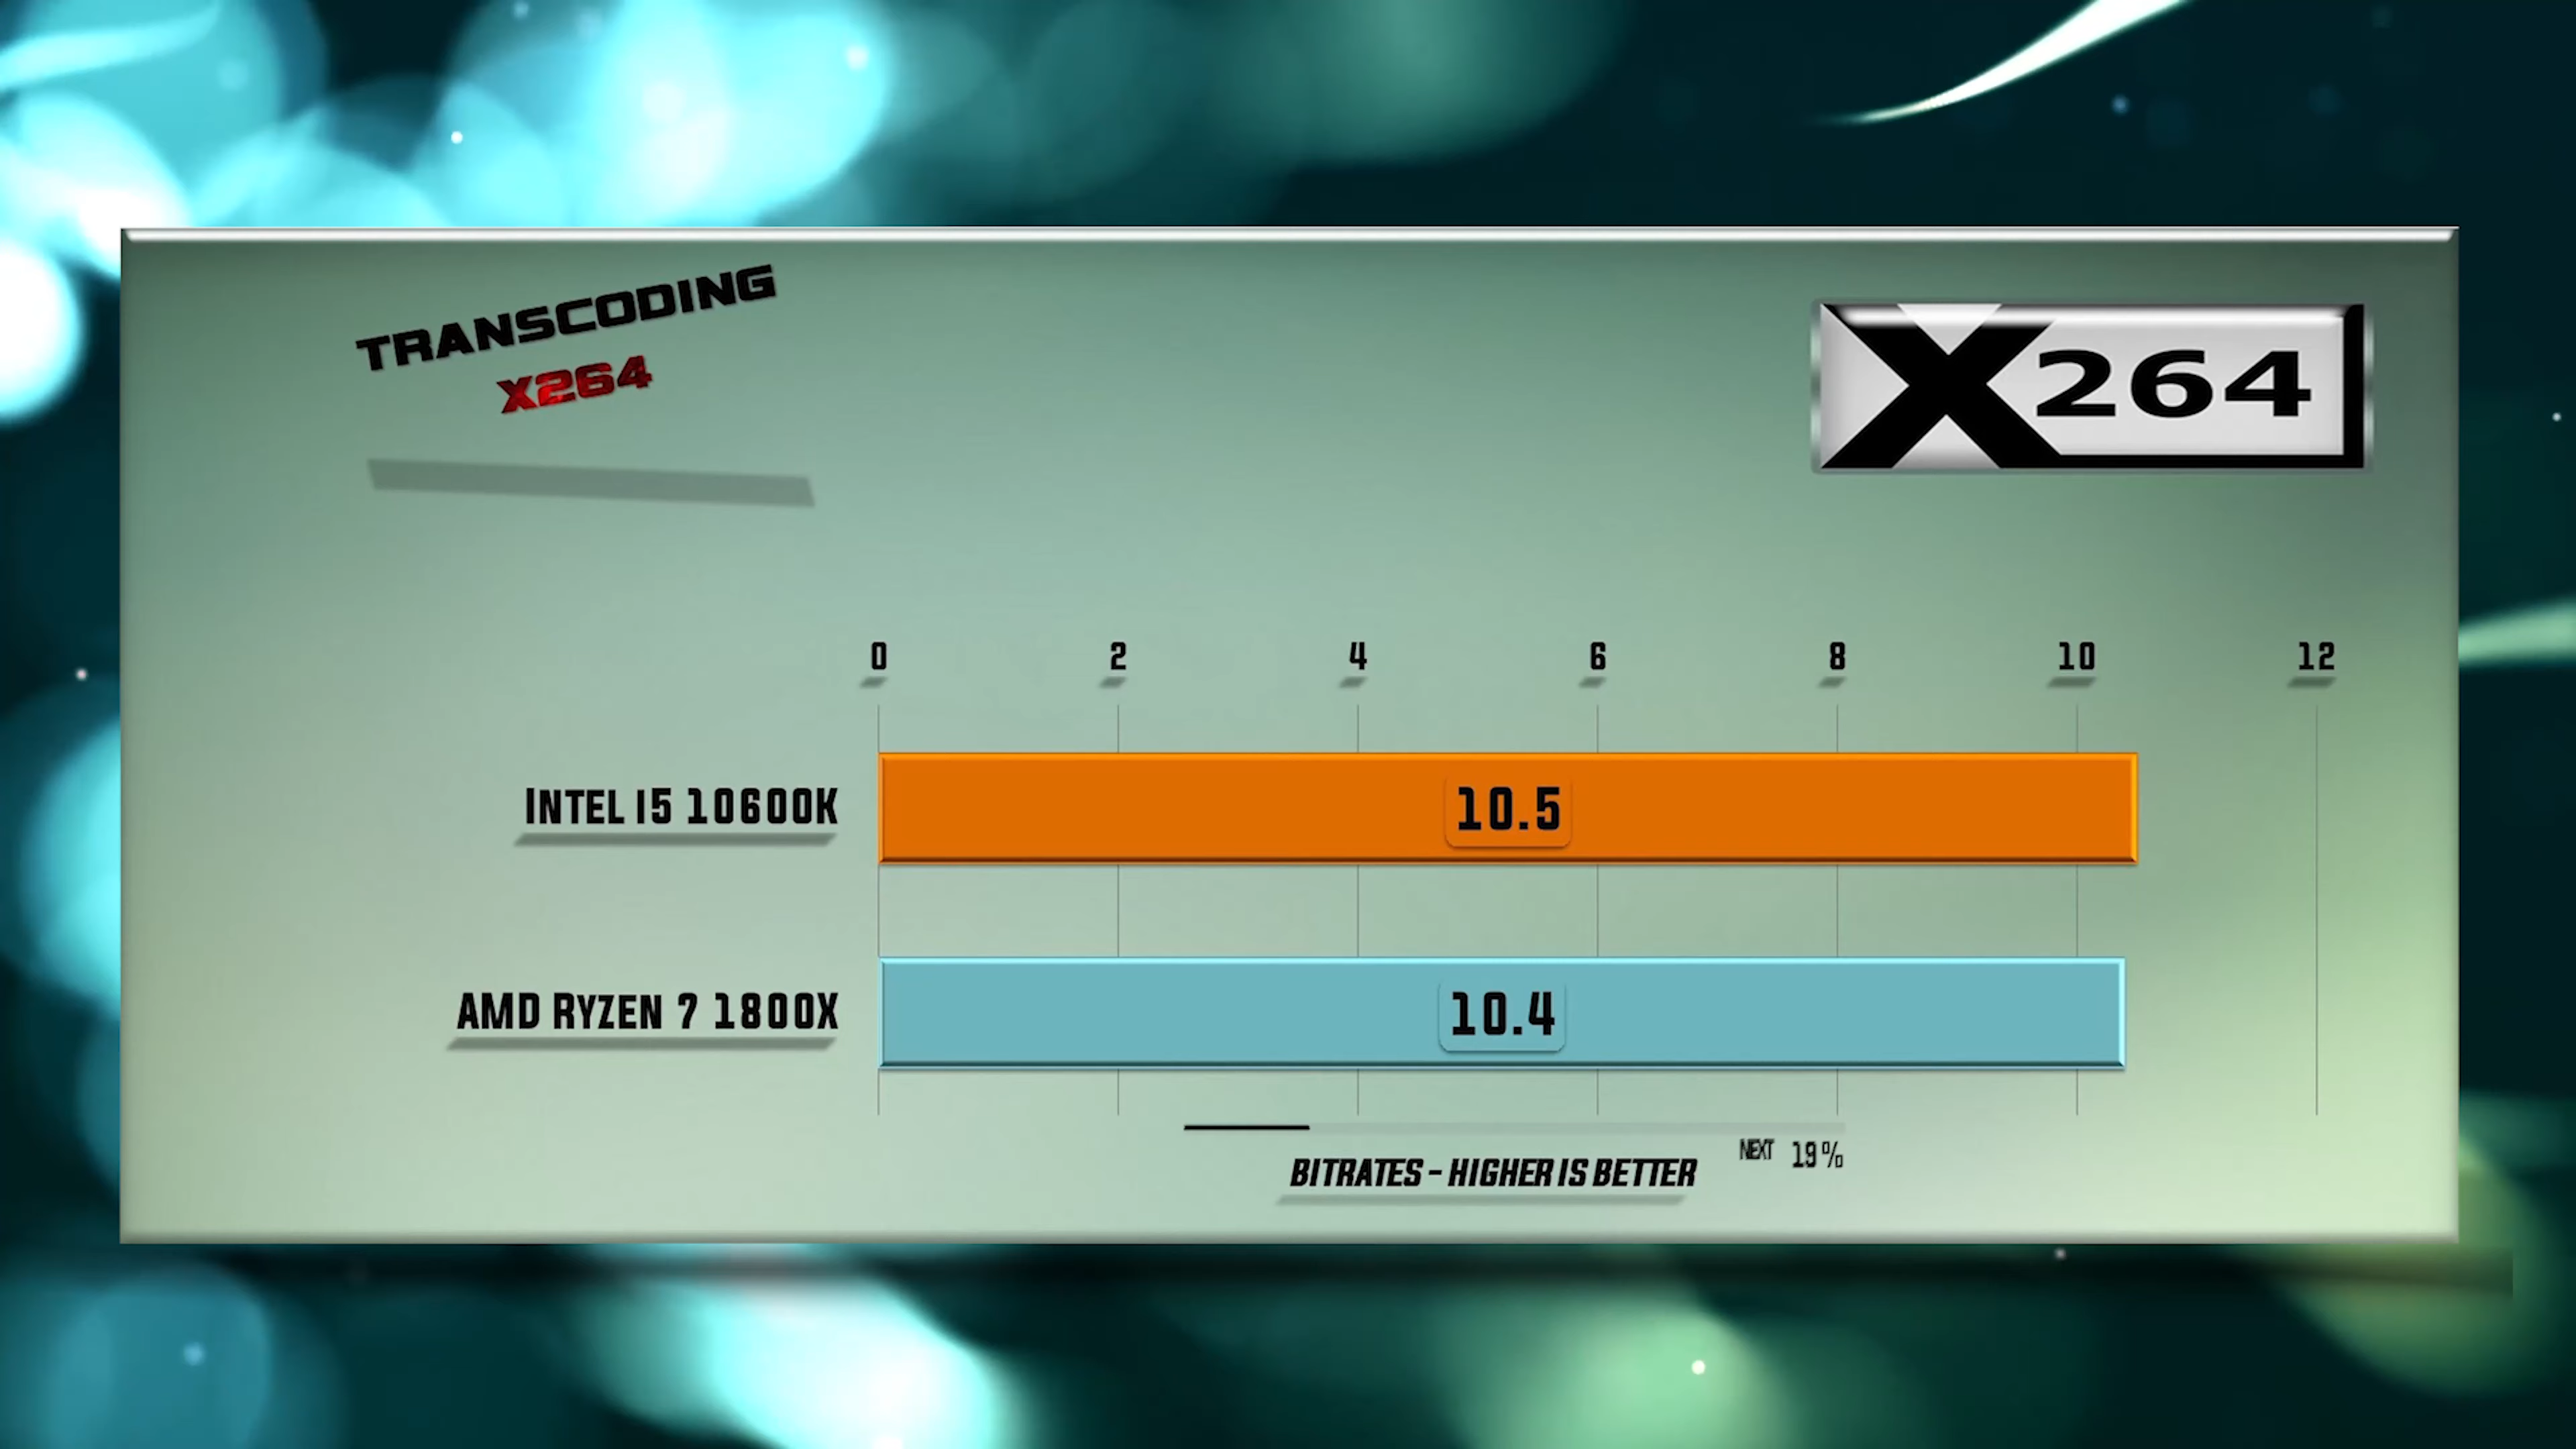 TRANSCODING
X264
X264
0 2 4 6 8 10 12
INTEL I5 10600K
10.5
AMD RYZEN 7 1800X
10.4
NEXT 19%
BITRATES - HIGHER IS BETTER